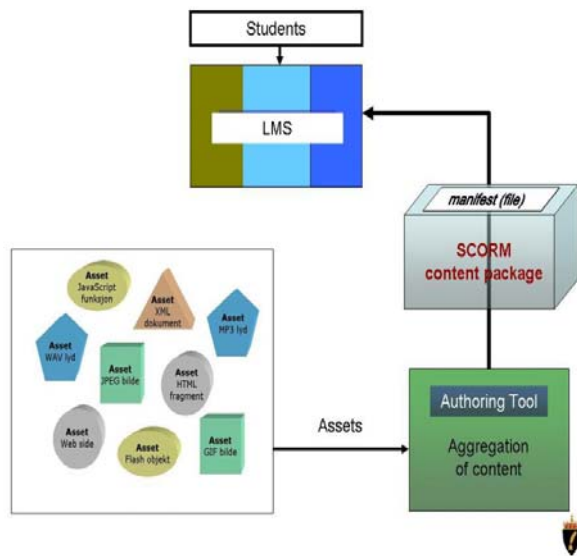 Students
LMS
manifest (file)
SCORM
content package
Asset
JavaScript
funksjon
Asset
XML
dokument
Asset
MP3 lyd
Asset
WAV lyd
Asset
JPEG bilde
Asset
HTML
fragment
Asset
Web side
Asset
Flash objekt
Asset
GIF bilde
Assets
Authoring Tool
Aggregation
of content